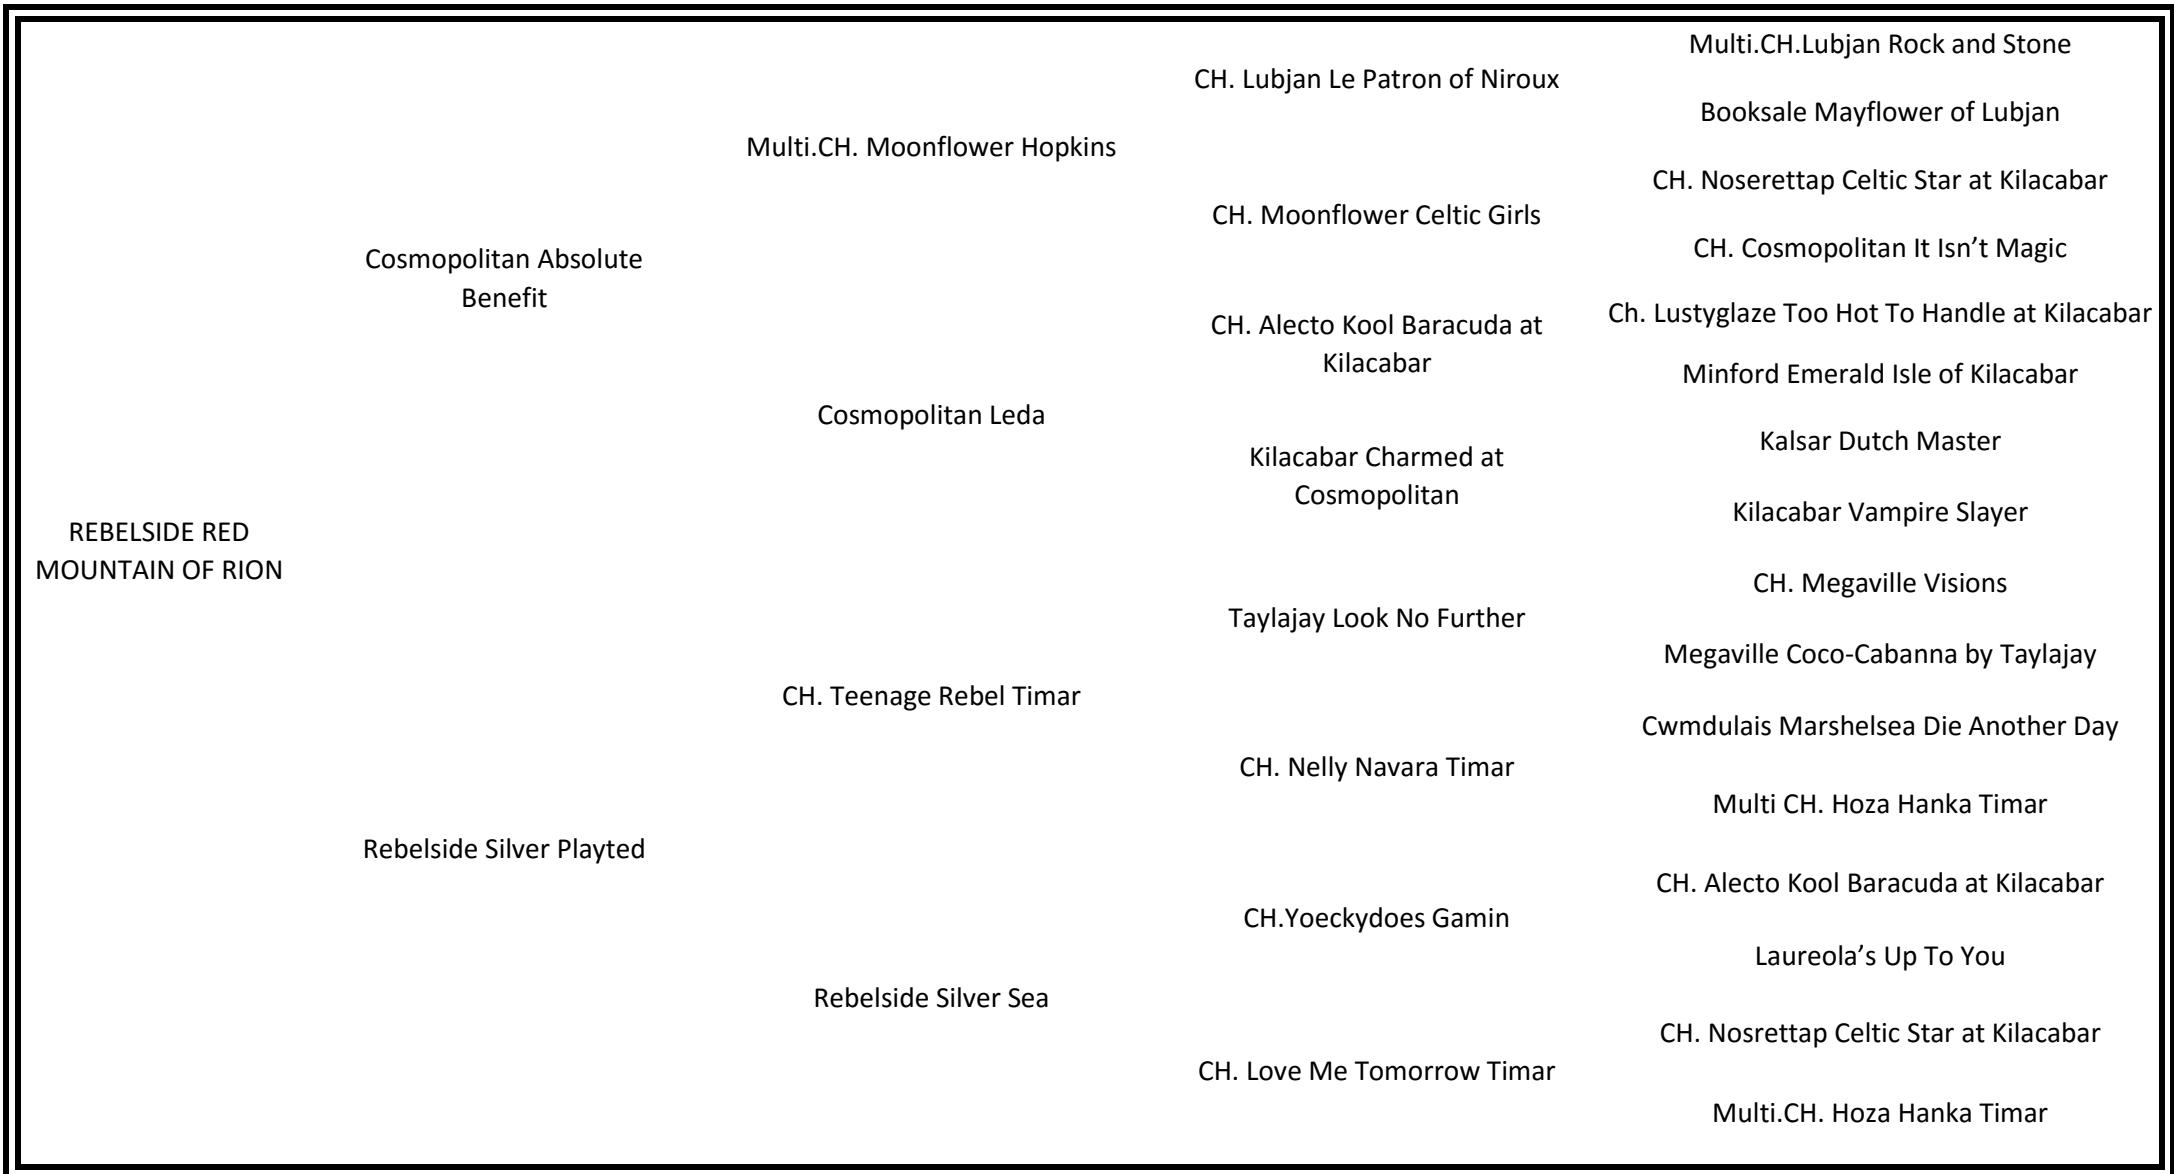 REBELSIDE RED
MOUNTAIN OF RION
Cosmopolitan Absolute
Benefit
Rebelside Silver Playted
Multi.CH. Moonflower Hopkins
Cosmopolitan Leda
CH. Teenage Rebel Timar
Rebelside Silver Sea
CH. Lubjan Le Patron of Niroux
CH. Moonflower Celtic Girls
CH. Alecto Kool Baracuda at
Kilacabar
Kilacabar Charmed at
Cosmopolitan
Taylajay Look No Further
CH. Nelly Navara Timar
CH.Yoeckydoes Gamin
CH. Love Me Tomorrow Timar
Multi.CH.Lubjan Rock and Stone
Booksale Mayflower of Lubjan
CH. Noserettap Celtic Star at Kilacabar
CH. Cosmopolitan It Isn’t Magic
Ch. Lustyglaze Too Hot To Handle at Kilacabar
Minford Emerald Isle of Kilacabar
Kalsar Dutch Master
Kilacabar Vampire Slayer
CH. Megaville Visions
Megaville Coco-Cabanna by Taylajay
Cwmdulais Marshelsea Die Another Day
Multi CH. Hoza Hanka Timar
CH. Alecto Kool Baracuda at Kilacabar
Laureola’s Up To You
CH. Nosrettap Celtic Star at Kilacabar
Multi.CH. Hoza Hanka Timar